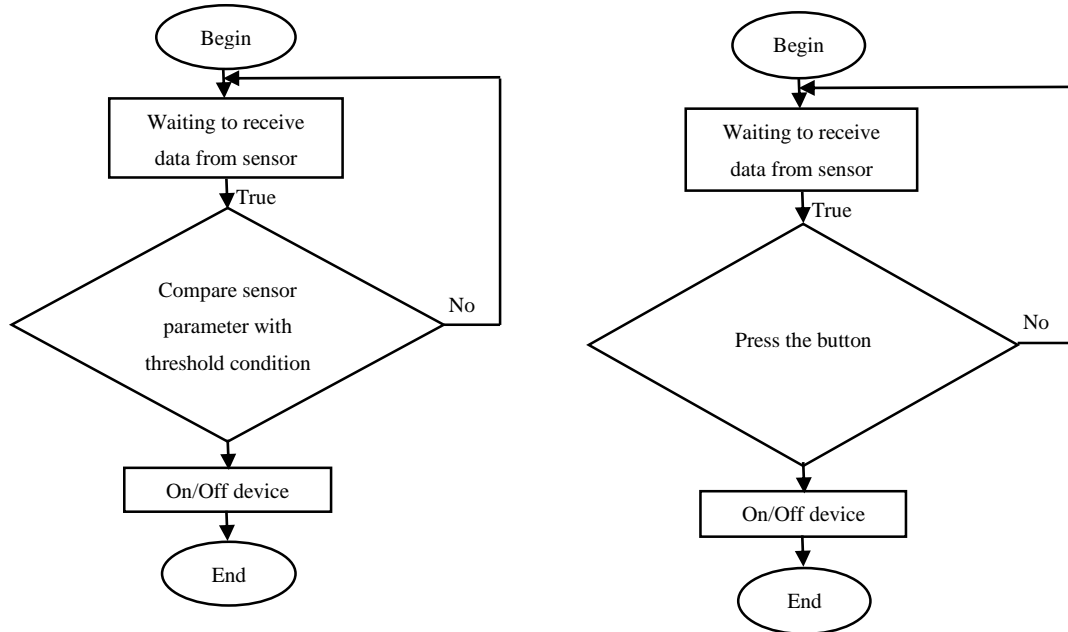 Begin
Waiting to receive
data from sensor
True
Compare sensor
parameter with
threshold condition
No
On/Off device
End
Begin
Waiting to receive
data from sensor
True
Press the button
No
On/Off device
End